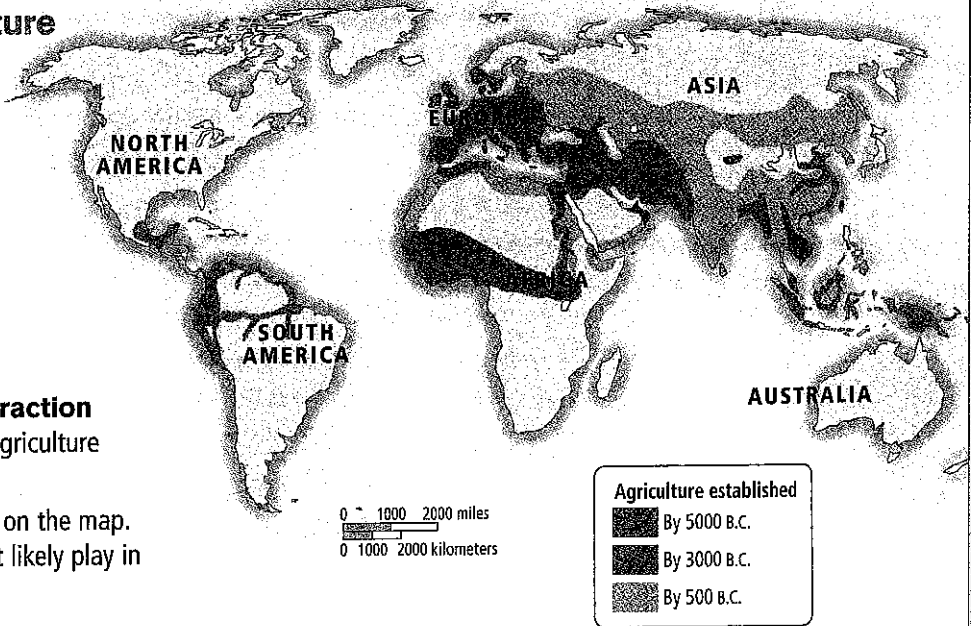 ture
ASIA
EUROPE
NORTH
AMERICA
AFRICA
SOUTH
AMERICA
AUSTRALIA
raction
griculture
on the map.
t likely play in
0 1000 2000 miles
0 1000 2000 kilometers
Agriculture established
By 5000 B.C.
By 3000 B.C.
By 500 B.C.